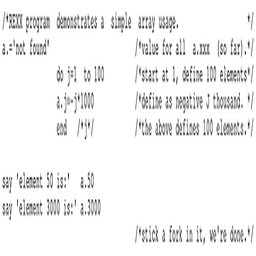 /*REXX program  demonstrates a  simple  array usage.                */
a.='not found'                   /*value for all  a.xxx  (so far).*/
             do j=1 to 100       /*start at 1, define 100 elements*/
             a.j=-j*1000         /*define as negative J thousand. */
             end   /*j*/         /*the above defines 100 elements.*/
say 'element 50 is:'   a.50
say 'element 3000 is:' a.3000
                                 /*stick a fork in it, we're done.*/